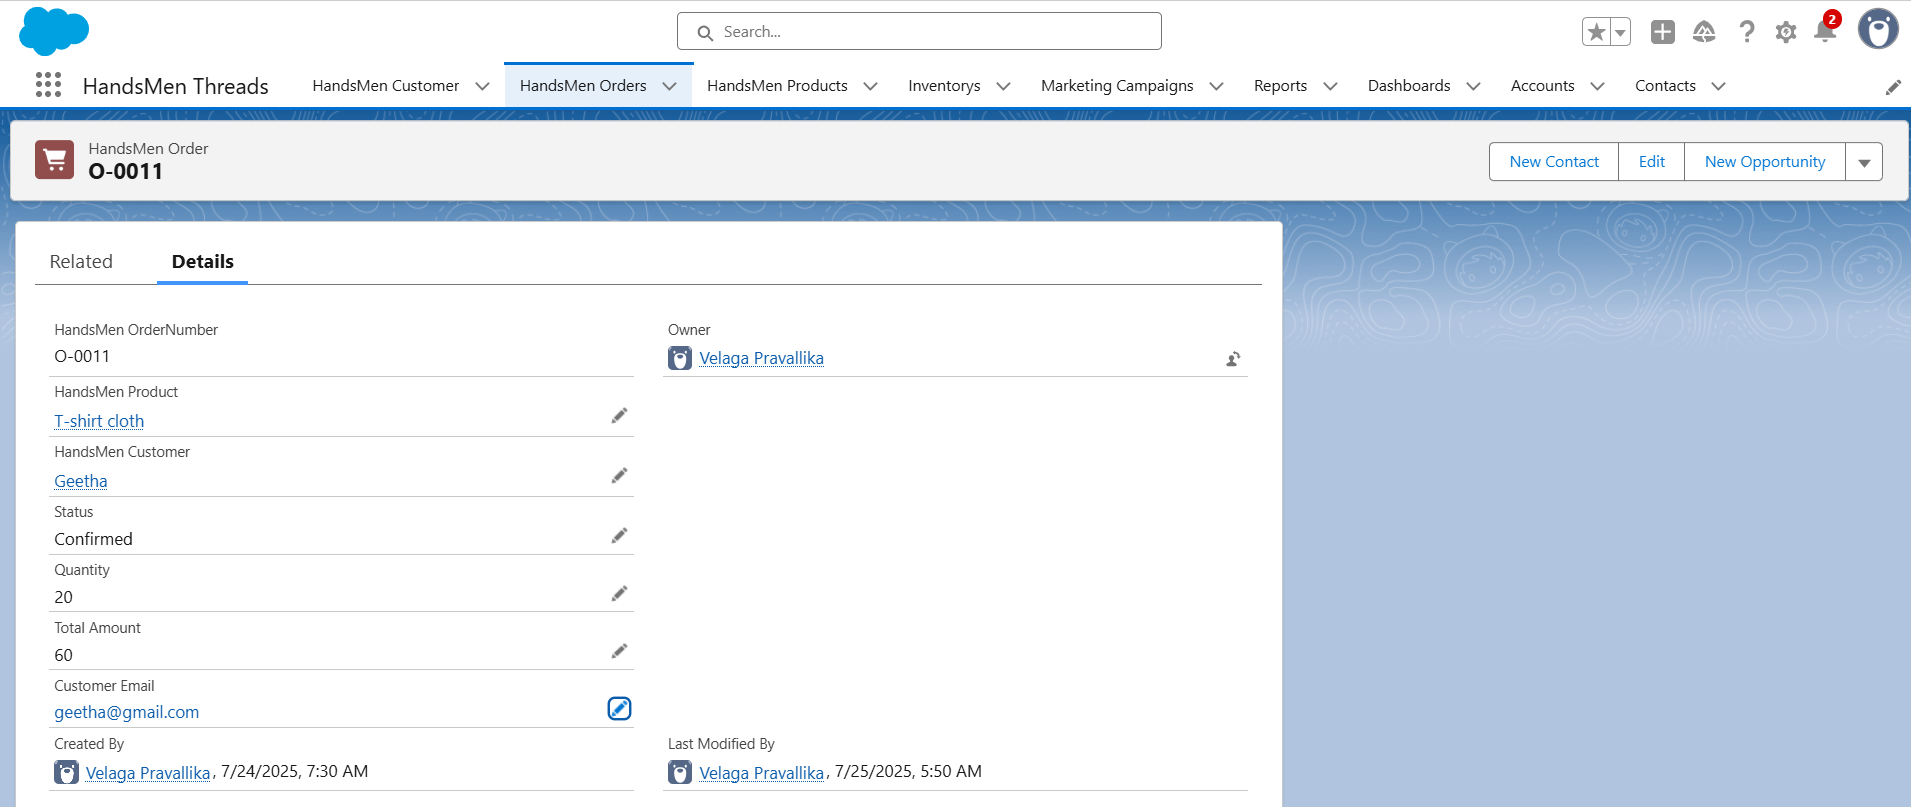 Search...
2
HandsMen Threads
HandsMen Customer
HandsMen Orders
HandsMen Products
Inventorys
Marketing Campaigns
Reports
Dashboards
Accounts
Contacts
HandsMen Order
O-0011
New Contact
Edit
New Opportunity
Related
Details
HandsMen OrderNumber
O-0011
Owner
Velaga Pravallika
HandsMen Product
T-shirt cloth
HandsMen Customer
Geetha
Status
Confirmed
Quantity
20
Total Amount
60
Customer Email
geetha@gmail.com
Created By
Velaga Pravallika, 7/24/2025, 7:30 AM
Last Modified By
Velaga Pravallika, 7/25/2025, 5:50 AM